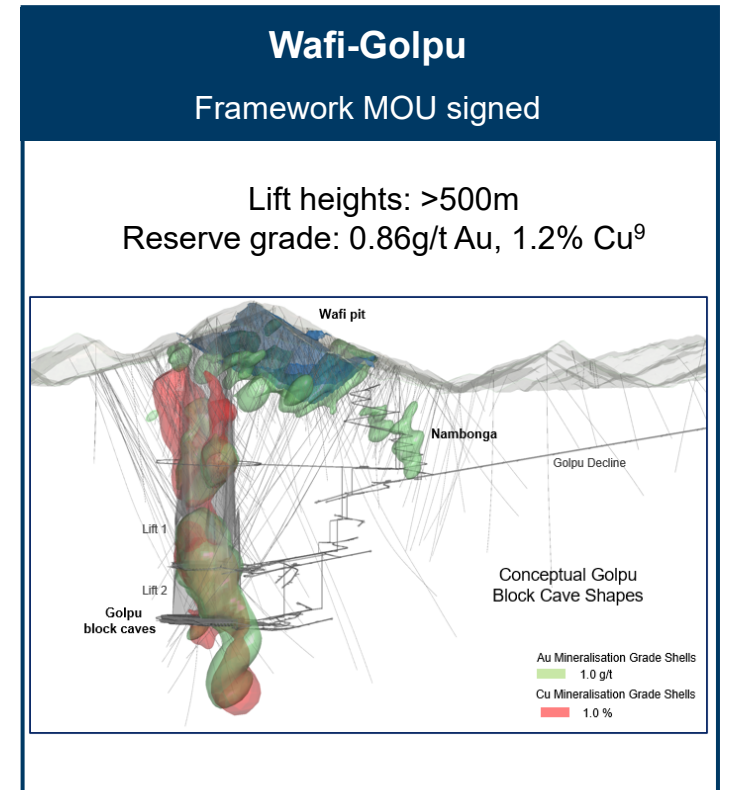 Wafi-Golpu
Framework MOU signed
Lift heights: >500m
Reserve grade: 0.86g/t Au, 1.2% Cu⁹
Wafi pit
Nambonga
Golpu Decline
Lift 1
Lift 2
Golpu
block caves
Conceptual Golpu
Block Cave Shapes
Au Mineralisation Grade Shells
1.0 g/t
Cu Mineralisation Grade Shells
1.0 %